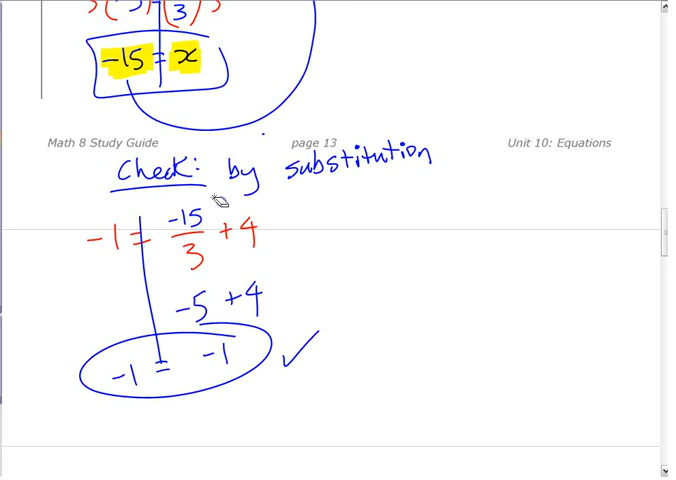 -15 = x
Math 8 Study Guide page 13 Unit 10: Equations
Check: by substitution
-1 = -15/3 + 4
-5 + 4
-1 = -1 ✓